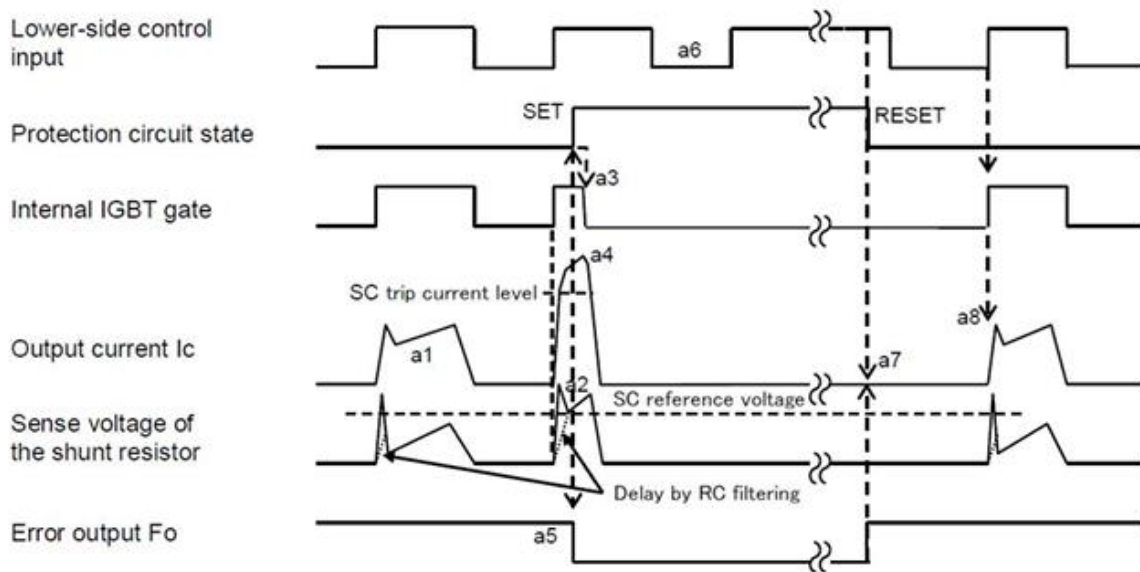 Lower-side control
input
a6
SET
RESET
Protection circuit state
a3
Internal IGBT gate
a4
SC trip current level
a8
Output current Ic
a1
a7
a2
SC reference voltage
Sense voltage of
the shunt resistor
Delay by RC filtering
Error output Fo
a5